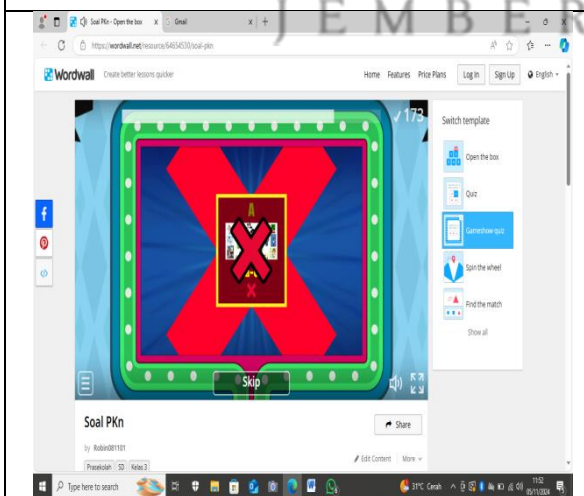 JEMBER
Soal PKn - Open the box
Gmail
https://wordwall.net/resource/64654530/soal-pkn
Wordwall Create better lessons quicker
Home Features Price Plans Log In Sign Up English
173
A
Skip
Switch template
Open the box
Quiz
Gameshow quiz
Spin the wheel
Find the match
Show all
Soal PKn
Share
by Robin081101
Edit Content More
Prasekolah SD Kelas 3
Type here to search
31°C Cerah
11:52
05/11/2024